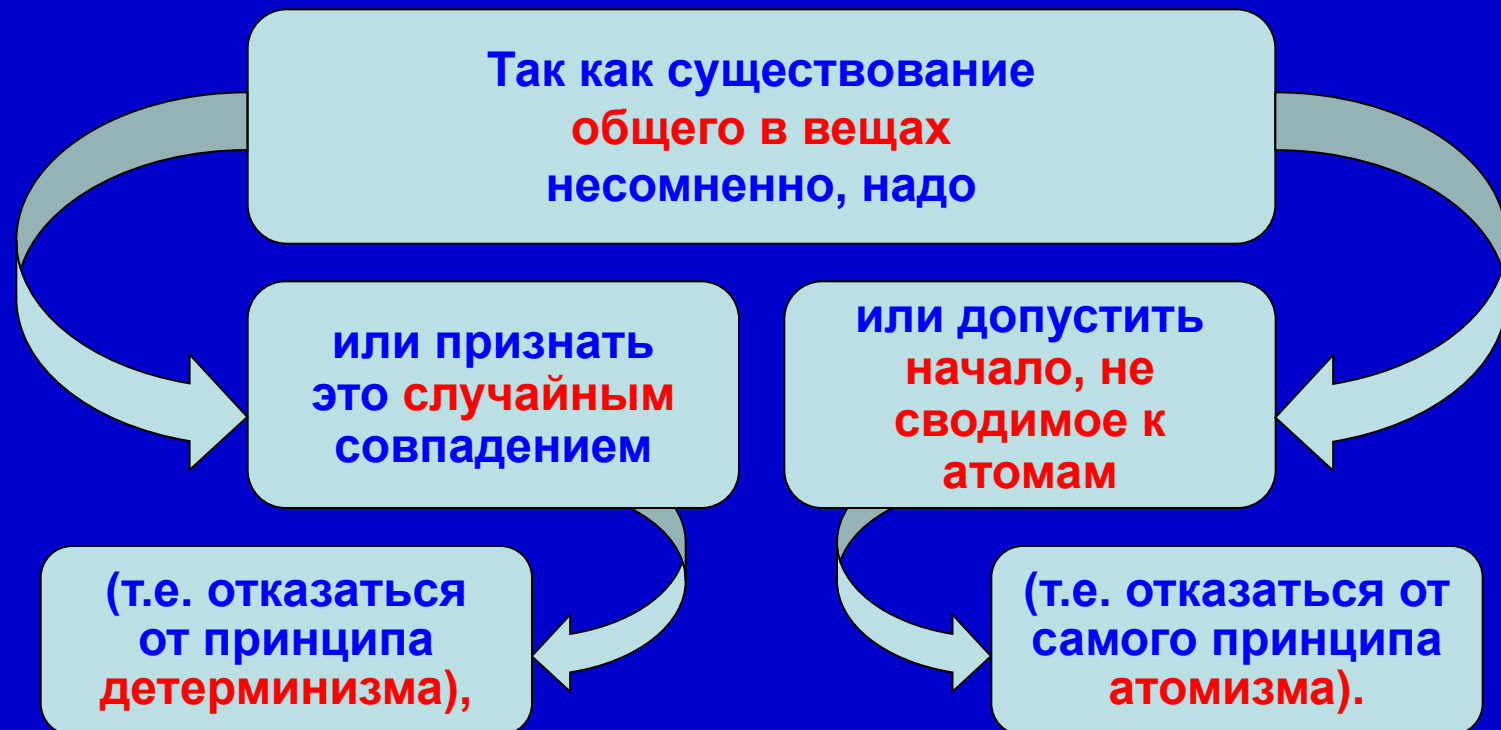 Так как существование
общего в вещах
несомненно, надо
или признать
это случайным
совпадением
или допустить
начало, не
сводимое к
атомам
(т.е. отказаться
от принципа
детерминизма),
(т.е. отказаться от
самого принципа
атомизма).